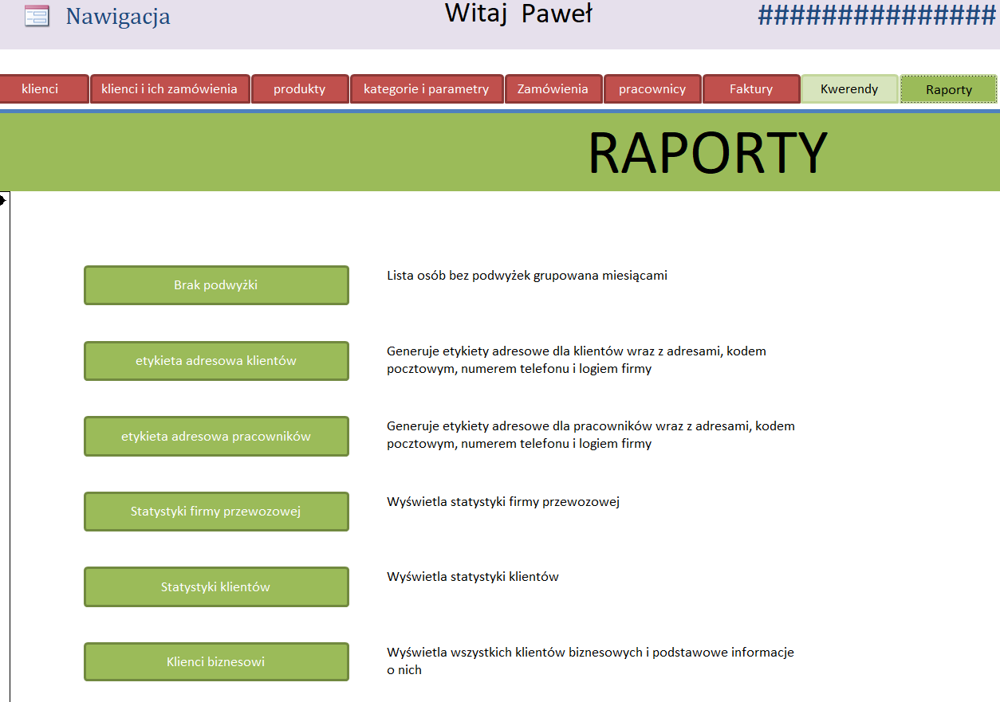 Nawigacja
Witaj Paweł
###############
klienci
klienci i ich zamówienia
produkty
kategorie i parametry
Zamówienia
pracownicy
Faktury
Kwerendy
Raporty
RAPORTY
Brak podwyżki
Lista osób bez podwyżek grupowana miesiącami
etykieta adresowa klientów
Generuje etykiety adresowe dla klientów wraz z adresami, kodem
pocztowym, numerem telefonu i logiem firmy
etykieta adresowa pracowników
Generuje etykiety adresowe dla pracowników wraz z adresami, kodem
pocztowym, numerem telefonu i logiem firmy
Statystyki firmy przewozowej
Wyświetla statystyki firmy przewozowej
Statystyki klientów
Wyświetla statystyki klientów
Klienci biznesowi
Wyświetla wszystkich klientów biznesowych i podstawowe informacje
o nich